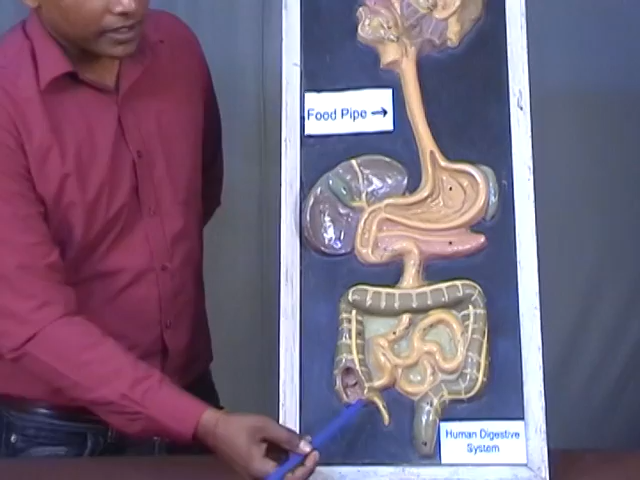 Food Pipe →
Human Digestive
System